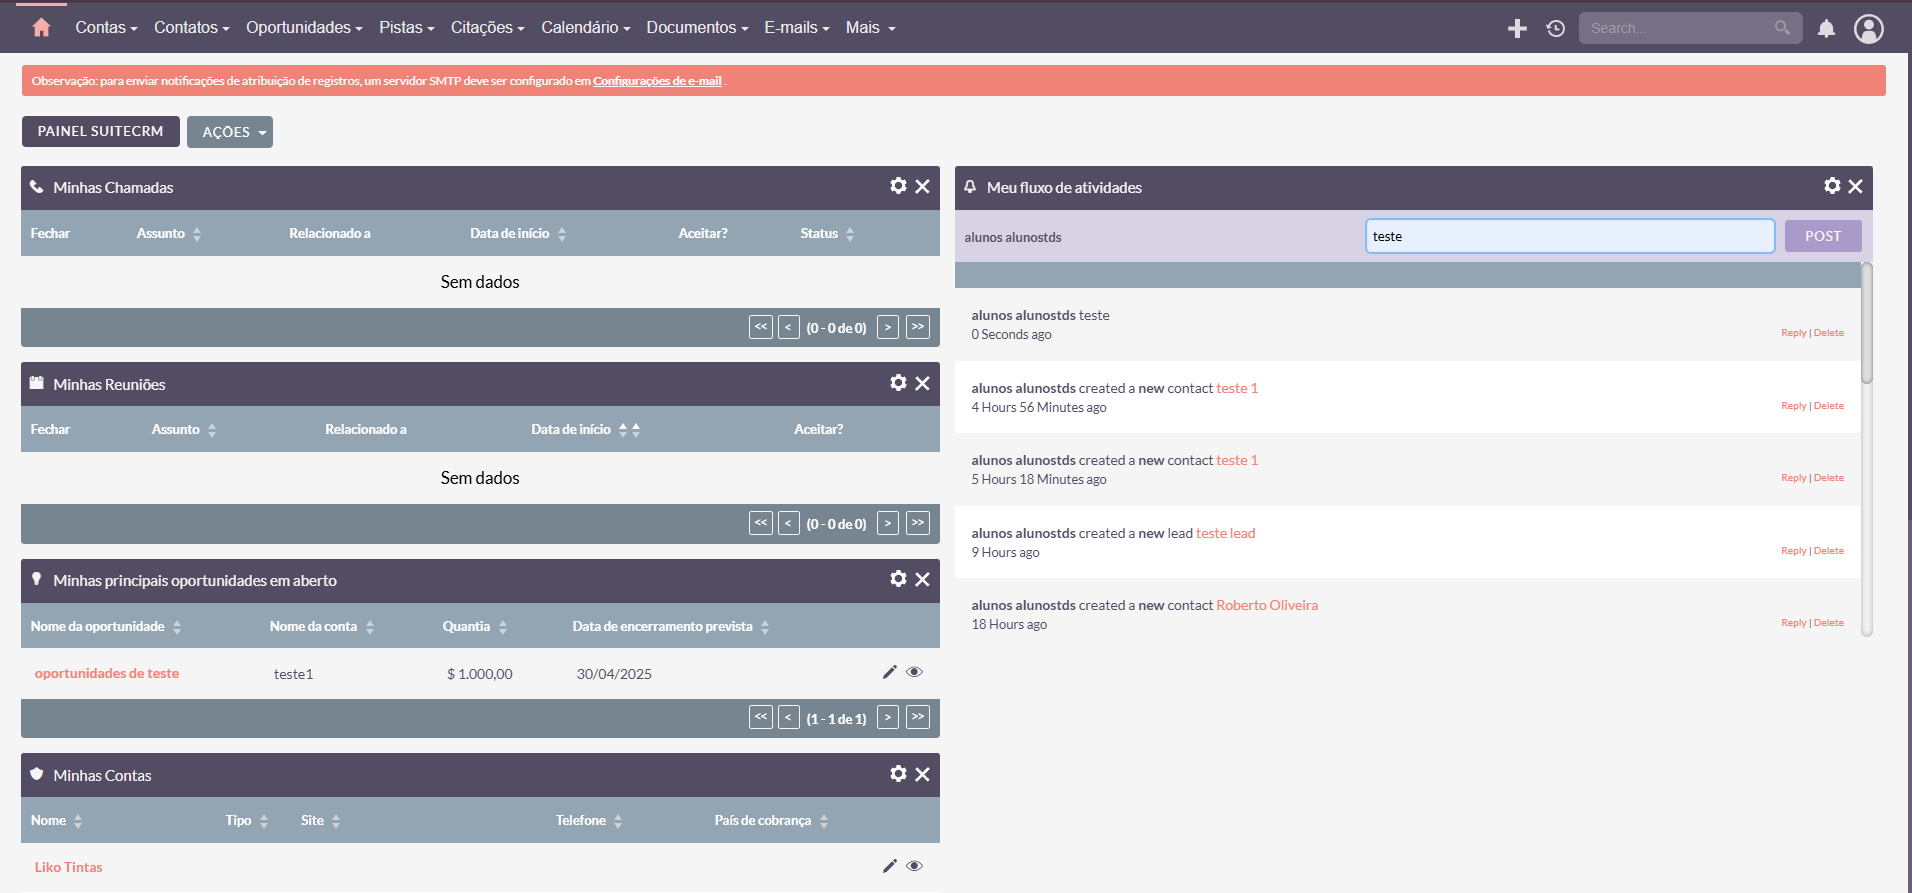 Contas Contatos Oportunidades Pistas Citações Calendário Documentos E-mails Mais Search...
Observação: para enviar notificações de atribuição de registros, um servidor SMTP deve ser configurado em Configurações de e-mail .
PAINEL SUITECRM AÇÕES
Minhas Chamadas
Fechar Assunto Relacionado a Data de início Aceitar? Status
Sem dados
<< < (0 - 0 de 0) > >>
Minhas Reuniões
Fechar Assunto Relacionado a Data de início Aceitar?
Sem dados
<< < (0 - 0 de 0) > >>
Minhas principais oportunidades em aberto
Nome da oportunidade Nome da conta Quantia Data de encerramento prevista
oportunidades de teste teste1 $ 1.000,00 30/04/2025
<< < (1 - 1 de 1) > >>
Minhas Contas
Nome Tipo Site Telefone País de cobrança
Liko Tintas
Meu fluxo de atividades
alunos alunostds teste POST
alunos alunostds teste
0 Seconds ago Reply | Delete
alunos alunostds created a new contact teste 1
4 Hours 56 Minutes ago Reply | Delete
alunos alunostds created a new contact teste 1
5 Hours 18 Minutes ago Reply | Delete
alunos alunostds created a new lead teste lead
9 Hours ago Reply | Delete
alunos alunostds created a new contact Roberto Oliveira
18 Hours ago Reply | Delete